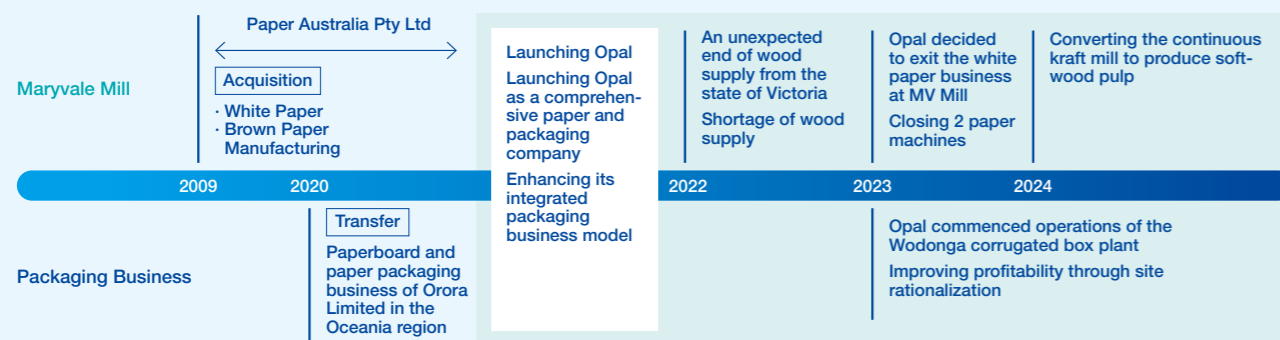 Paper Australia Pty Ltd
Maryvale Mill
Acquisition
· White Paper
· Brown Paper
Manufacturing
Launching Opal
Launching Opal
as a comprehen-
sive paper and
packaging
company
Enhancing its
integrated
packaging
business model
An unexpected
end of wood
supply from the
state of Victoria
Shortage of wood
supply
Opal decided
to exit the white
paper business
at MV Mill
Closing 2 paper
machines
Converting the continuous
kraft mill to produce soft-
wood pulp
2009 2020 2022 2023 2024
Packaging Business
Transfer
Paperboard and
paper packaging
business of Orora
Limited in the
Oceania region
Opal commenced operations of the
Wodonga corrugated box plant
Improving profitability through site
rationalization